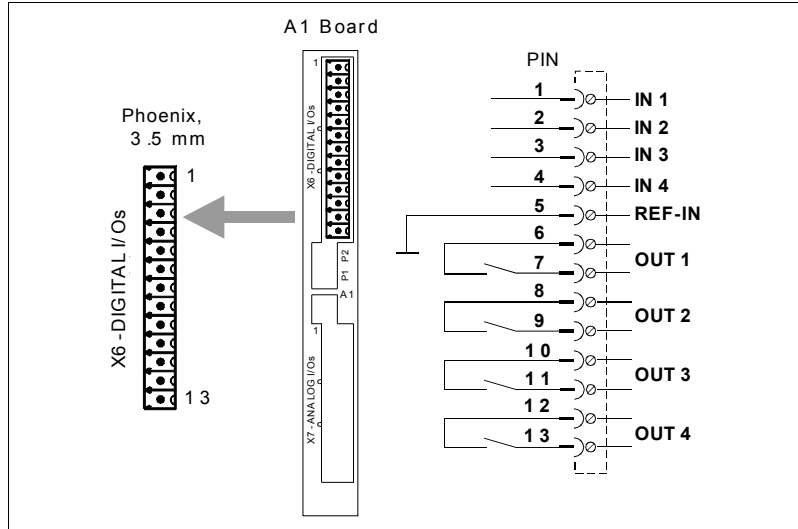 A1 Board
Phoenix,
3.5 mm
1
X6-DIGITAL I/Os
13
1
X6-DIGITAL I/Os
P1 P2
A1
1
X7-ANALOG I/Os
PIN
1 IN 1
2 IN 2
3 IN 3
4 IN 4
5 REF-IN
6
7 OUT 1
8
9 OUT 2
10
11 OUT 3
12
13 OUT 4